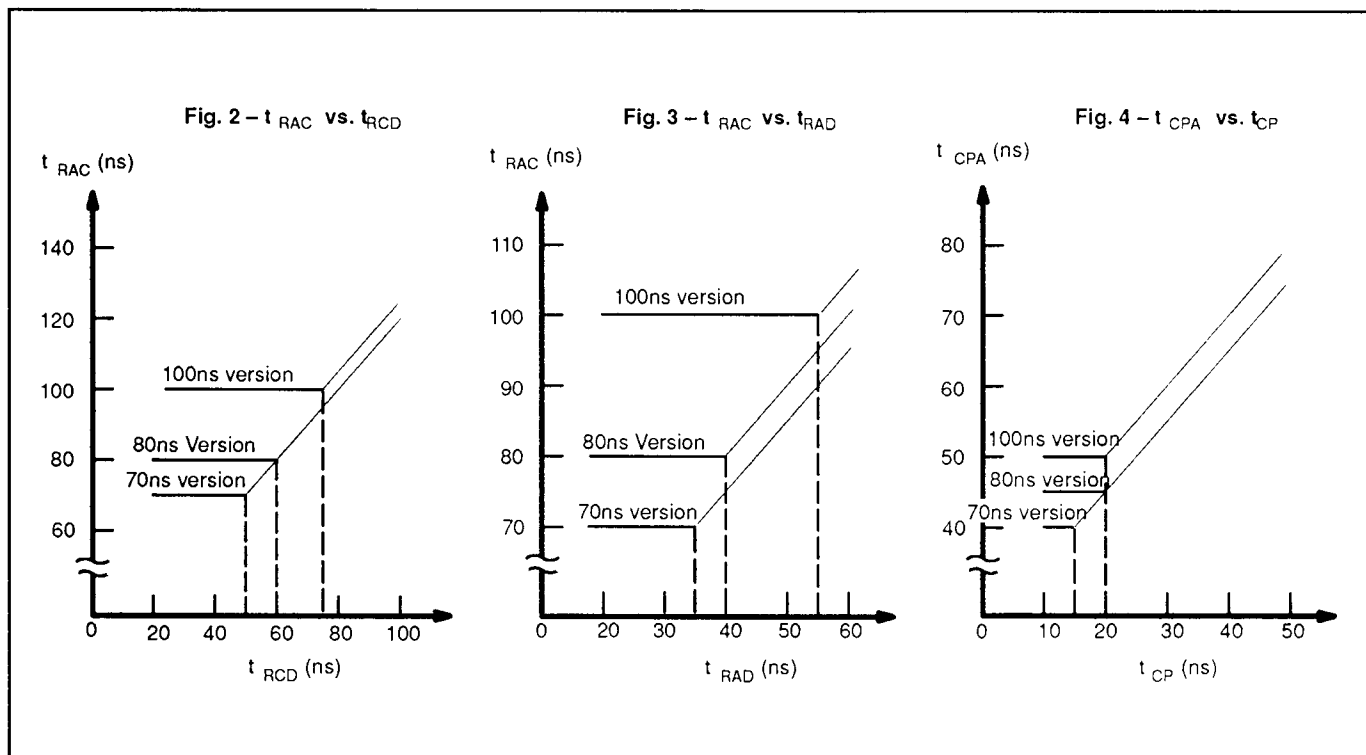 Fig. 2 – t RAC vs. tRCD
t RAC (ns)
140
120
100
80
60
100ns version
80ns Version
70ns version
0 20 40 60 80 100
t RCD (ns)
Fig. 3 – t RAC vs. tRAD
t RAC (ns)
110
100
90
80
70
100ns version
80ns Version
70ns version
0 20 30 40 50 60
t RAD (ns)
Fig. 4 – t CPA vs. tCP
t CPA (ns)
80
70
60
50
40
100ns version
80ns version
70ns version
0 10 20 30 40 50
t CP (ns)